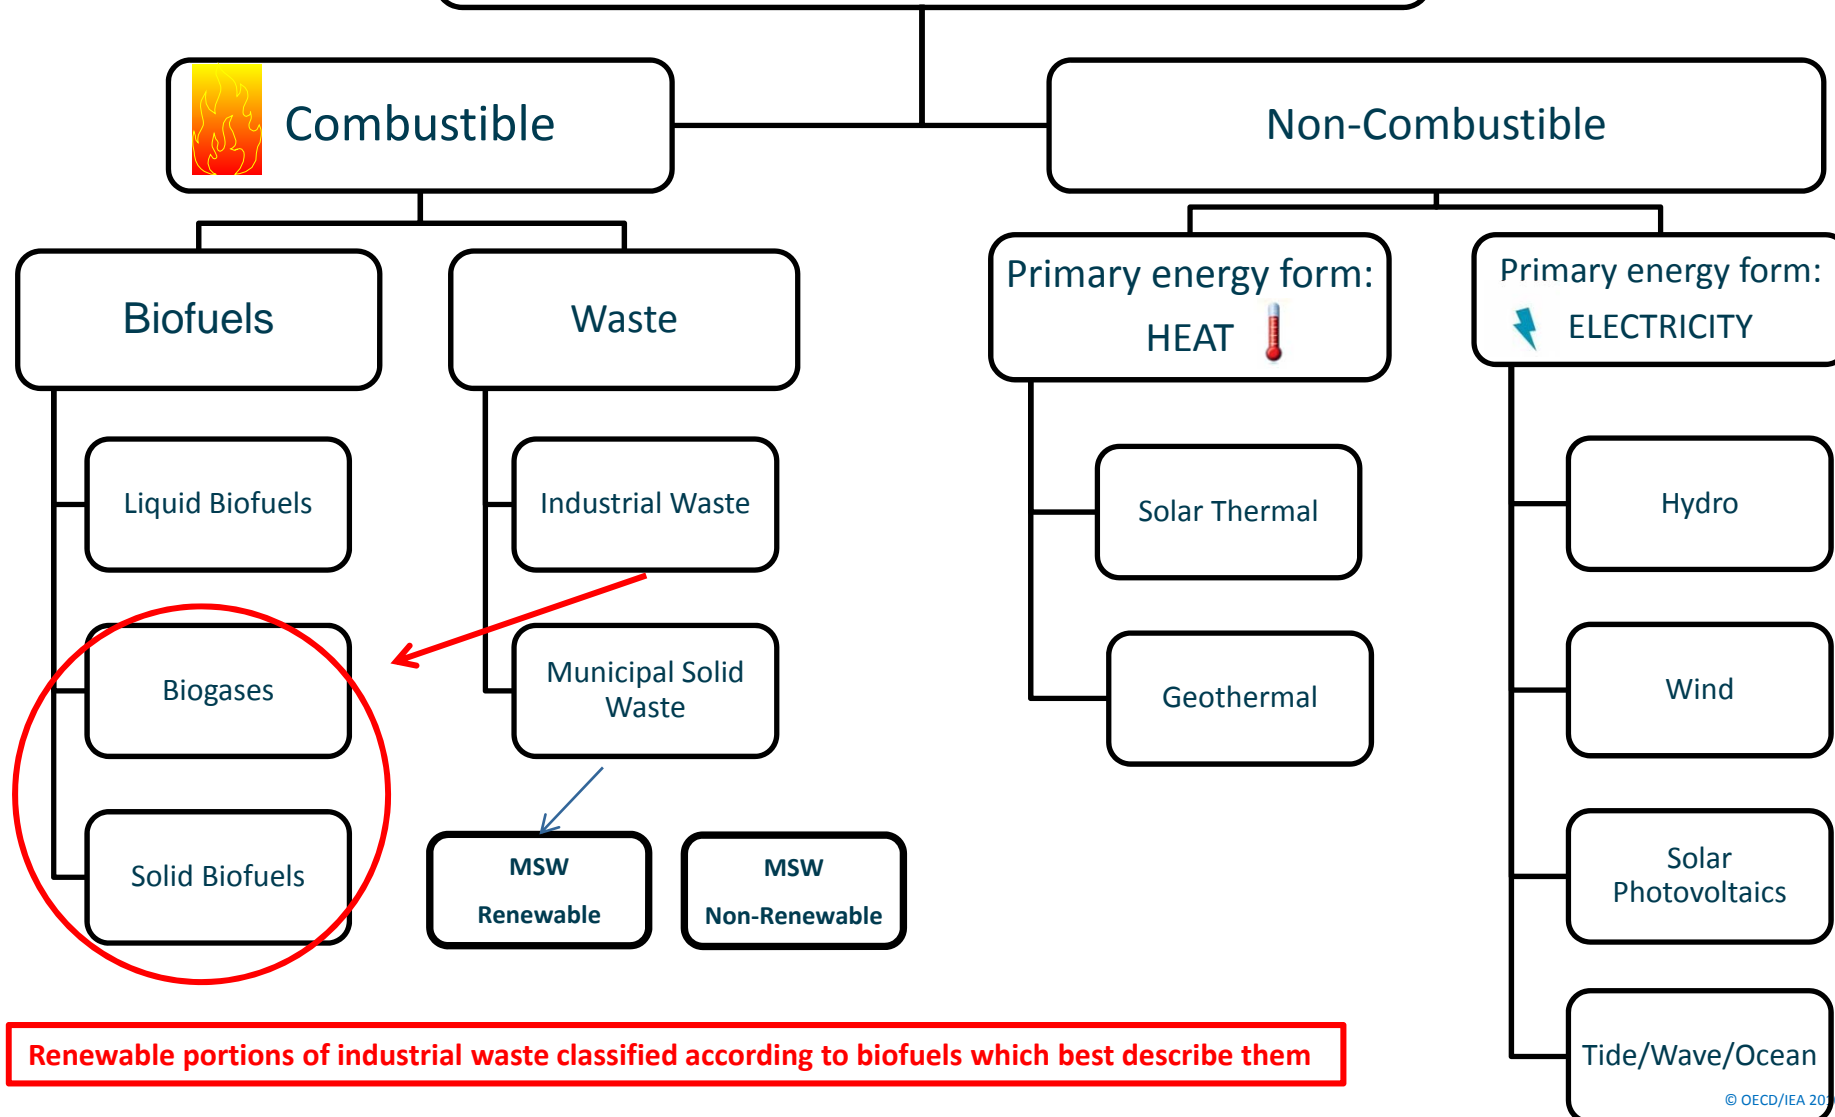 Combustible
Non-Combustible
Biofuels
Waste
Primary energy form:
HEAT
Primary energy form:
ELECTRICITY
Liquid Biofuels
Industrial Waste
Solar Thermal
Hydro
Biogases
Municipal Solid
Waste
Geothermal
Wind
Solid Biofuels
MSW
Renewable
MSW
Non-Renewable
Solar
Photovoltaics
Tide/Wave/Ocean
Renewable portions of industrial waste classified according to biofuels which best describe them
© OECD/IEA